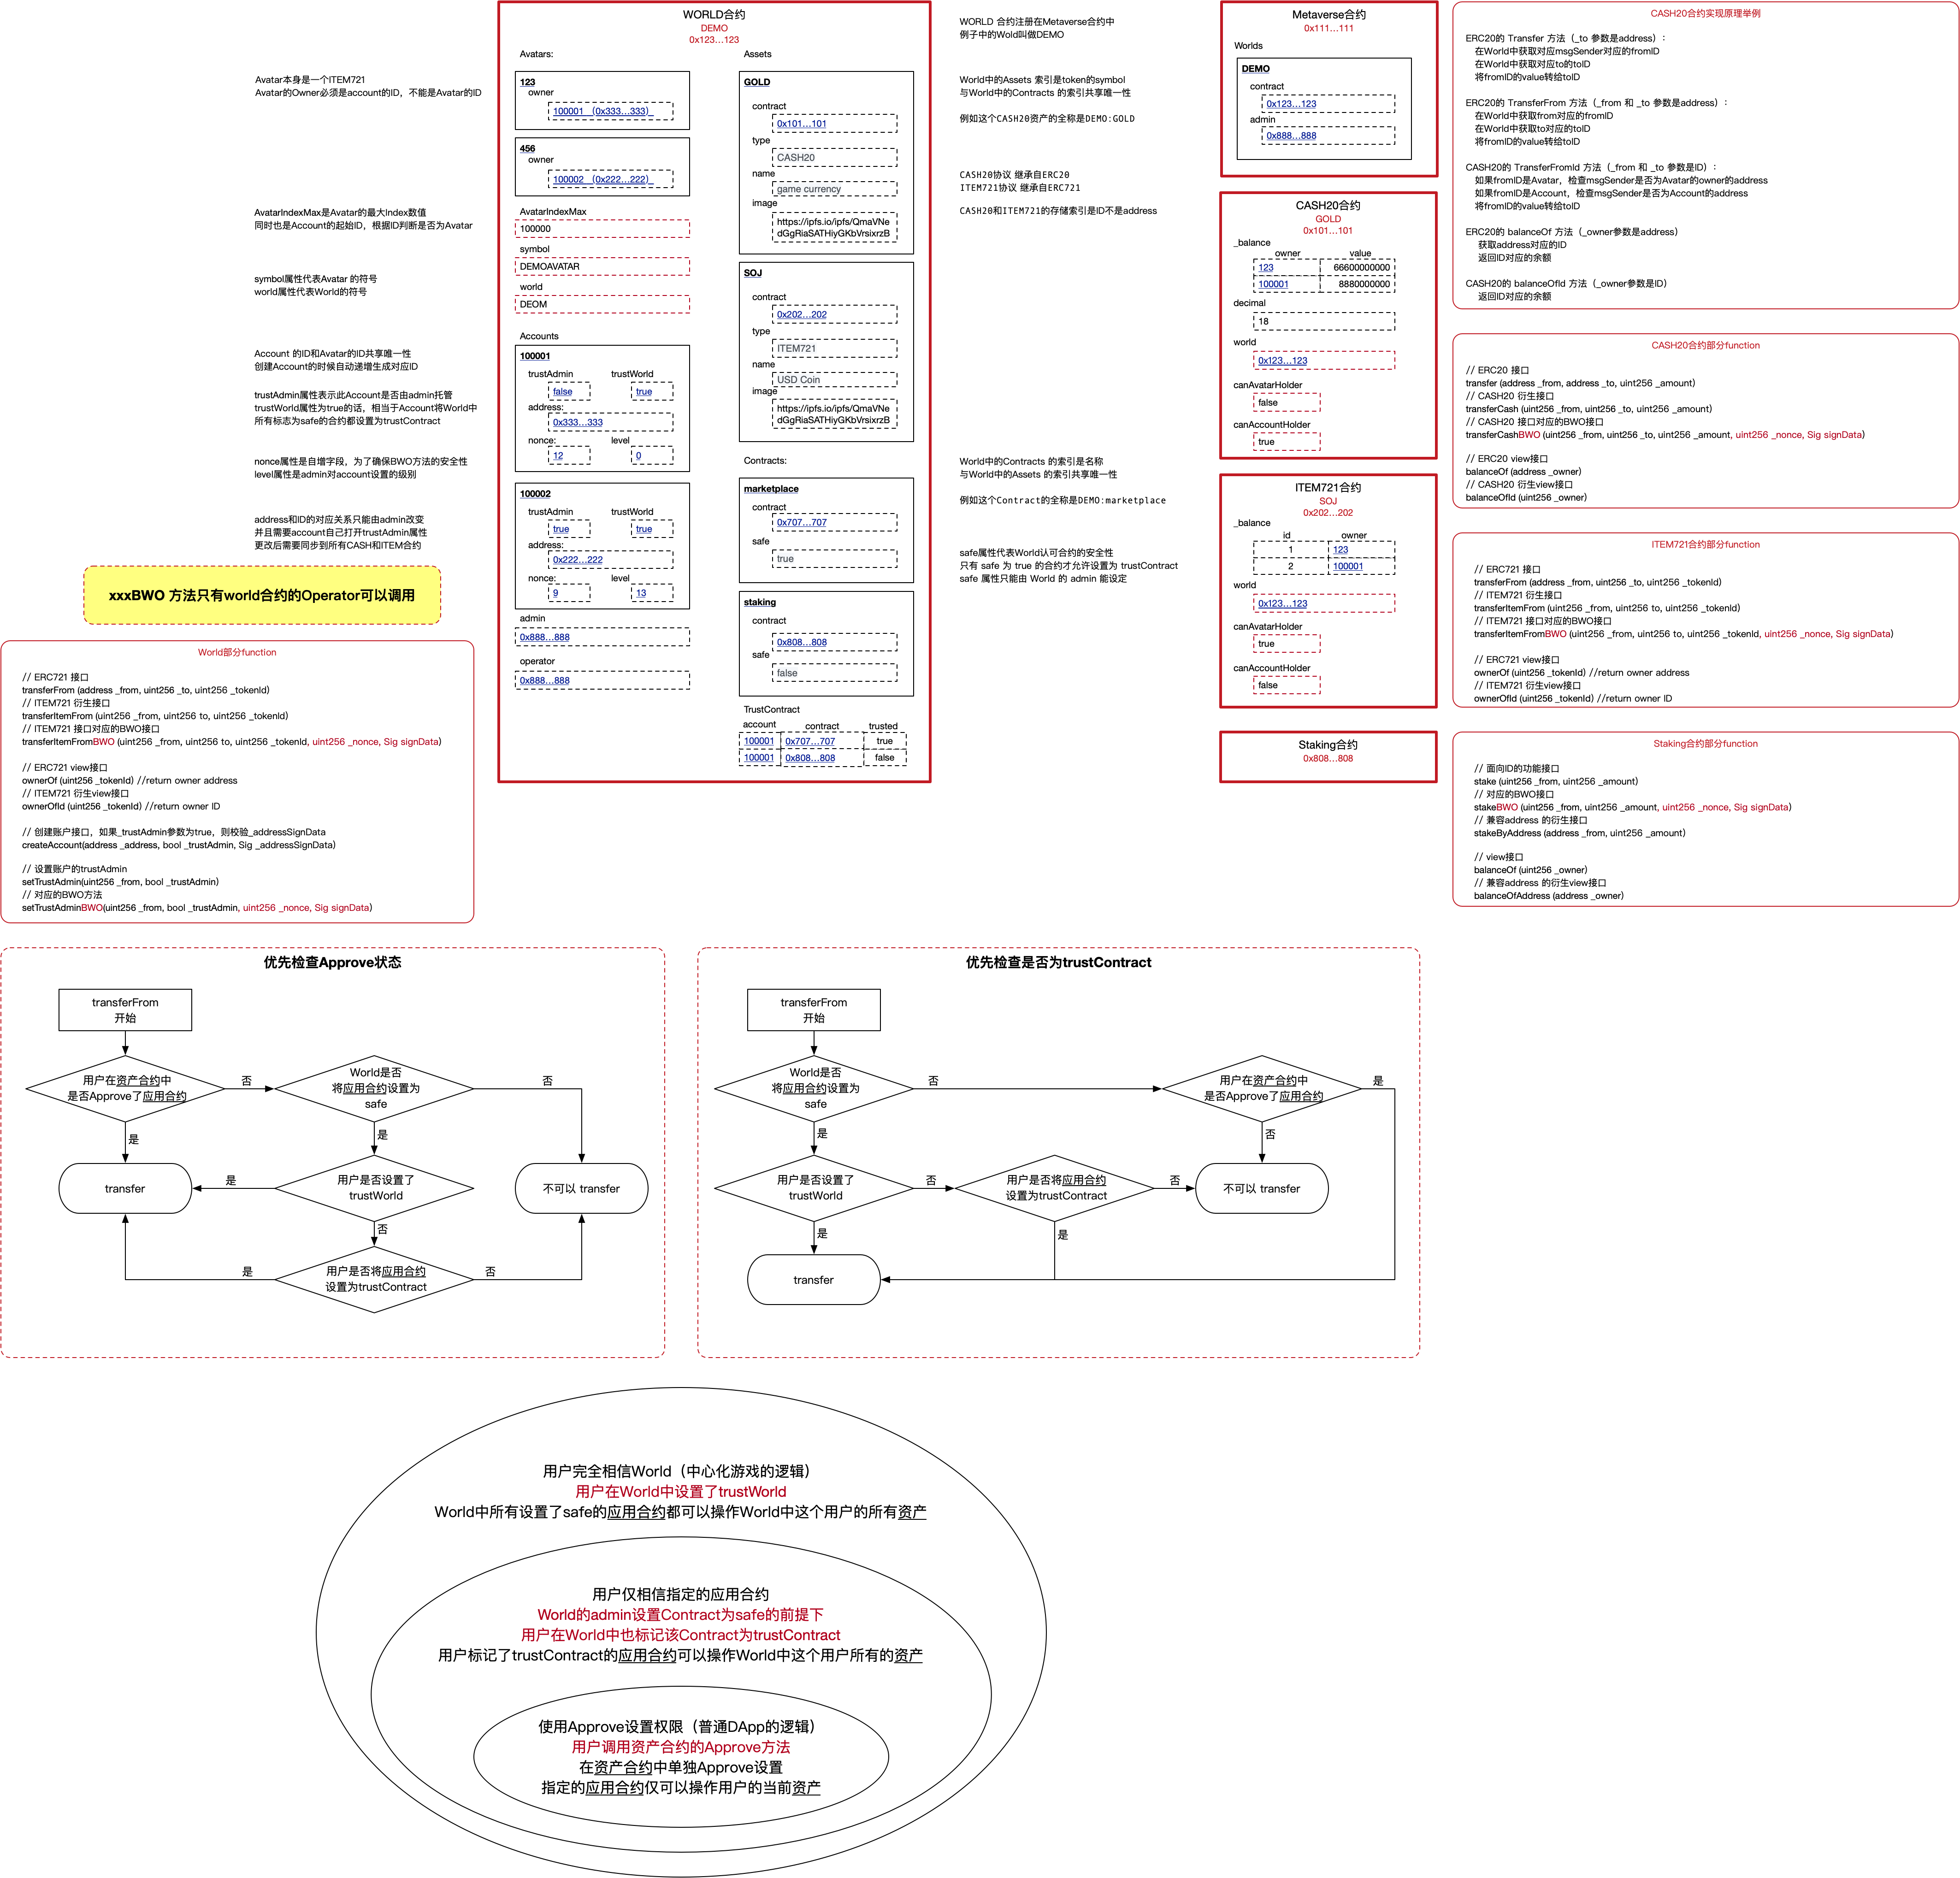 WORLD合约
DEMO
0x123...123
Avatars:
123
owner
100001 （0x333...333）
456
owner
100002 （0x222...222）
AvatarIndexMax
100000
symbol
DEMOAVATAR
world
DEOM
Accounts
100001
trustAdmin
trustWorld
false
true
address:
0x333...333
nonce:
level
12
0
100002
trustAdmin
trustWorld
true
true
address:
0x222...222
nonce:
level
9
13
admin
0x888...888
operator
0x888...888
Assets
GOLD
contract
0x101...101
type
CASH20
name
game currency
image
https://ipfs.io/ipfs/QmaVNe
dGgRiaSATHiyGKbVrsixrzB
SOJ
contract
0x202...202
type
ITEM721
name
USD Coin
image
https://ipfs.io/ipfs/QmaVNe
dGgRiaSATHiyGKbVrsixrzB
Contracts:
marketplace
contract
0x707...707
safe
true
staking
contract
0x808...808
safe
false
TrustContract
account contract trusted
100001 0x707...707 true
100001 0x808...808 false
Avatar本身是一个ITEM721
Avatar的Owner必须是account的ID，不能是Avatar的ID
AvatarIndexMax是Avatar的最大Index数值
同时也是Account的起始ID，根据ID判断是否为Avatar
symbol属性代表Avatar 的符号
world属性代表World的符号
Account 的ID和Avatar的ID共享唯一性
创建Account的时候自动递增生成对应ID
trustAdmin属性表示此Account是否由admin托管
trustWorld属性为true的话，相当于Account将World中
所有标志为safe的合约都设置为trustContract
nonce属性是自增字段，为了确保BWO方法的安全性
level属性是admin对account设置的级别
address和ID的对应关系只能由admin改变
并且需要account自己打开trustAdmin属性
更改后需要同步到所有CASH和ITEM合约
xxxBWO 方法只有world合约的Operator可以调用
World部分function
// ERC721 接口
transferFrom (address _from, uint256 _to, uint256 _tokenId)
// ITEM721 衍生接口
transferItemFrom (uint256 _from, uint256 to, uint256 _tokenId)
// ITEM721 接口对应的BWO接口
transferItemFromBWO (uint256 _from, uint256 to, uint256 _tokenId, uint256 _nonce, Sig signData)
// ERC721 view接口
ownerOf (uint256 _tokenId) //return owner address
// ITEM721 衍生view接口
ownerOfId (uint256 _tokenId) //return owner ID
// 创建账户接口，如果_trustAdmin参数为true，则校验_addressSignData
createAccount(address _address, bool _trustAdmin, Sig _addressSignData)
// 设置账户的trustAdmin
setTrustAdmin(uint256 _from, bool _trustAdmin)
// 对应的BWO方法
setTrustAdminBWO(uint256 _from, bool _trustAdmin, uint256 _nonce, Sig signData)
WORLD 合约注册在Metaverse合约中
例子中的Wold叫做DEMO
World中的Assets 索引是token的symbol
与World中的Contracts 的索引共享唯一性
例如这个CASH20资产的全称是DEMO:GOLD
CASH20协议 继承自ERC20
ITEM721协议 继承自ERC721
CASH20和ITEM721的存储索引是ID不是address
World中的Contracts 的索引是名称
与World中的Assets 的索引共享唯一性
例如这个Contract的全称是DEMO:marketplace
safe属性代表World认可合约的安全性
只有 safe 为 true 的合约才允许设置为 trustContract
safe 属性只能由 World 的 admin 能设定
Metaverse合约
0x111...111
Worlds
DEMO
contract
0x123...123
admin
0x888...888
CASH20合约
GOLD
0x101...101
_balance
owner value
123 66600000000
100001 8880000000
decimal
18
world
0x123...123
canAvatarHolder
false
canAccountHolder
true
ITEM721合约
SOJ
0x202...202
_balance
id owner
1 123
2 100001
world
0x123...123
canAvatarHolder
true
canAccountHolder
false
Staking合约
0x808...808
CASH20合约实现原理举例
ERC20的 Transfer 方法（_to 参数是address）：
在World中获取对应msgSender对应的fromID
在World中获取对应to的toID
将fromID的value转给toID
ERC20的 TransferFrom 方法（_from 和 _to 参数是address）：
在World中获取from对应的fromID
在World中获取to对应的toID
将fromID的value转给toID
CASH20的 TransferFromId 方法（_from 和 _to 参数是ID）：
如果fromID是Avatar，检查msgSender是否为Avatar的owner的address
如果fromID是Account，检查msgSender是否为Account的address
将fromID的value转给toID
ERC20的 balanceOf 方法（_owner参数是address）
获取address对应的ID
返回ID对应的余额
CASH20的 balanceOfId 方法（_owner参数是ID）
返回ID对应的余额
CASH20合约部分function
// ERC20 接口
transfer (address _from, address _to, uint256 _amount)
// CASH20 衍生接口
transferCash (uint256 _from, uint256 _to, uint256 _amount)
// CASH20 接口对应的BWO接口
transferCashBWO (uint256 _from, uint256 _to, uint256 _amount, uint256 _nonce, Sig signData)
// ERC20 view接口
balanceOf (address _owner)
// CASH20 衍生view接口
balanceOfId (uint256 _owner)
ITEM721合约部分function
// ERC721 接口
transferFrom (address _from, uint256 _to, uint256 _tokenId)
// ITEM721 衍生接口
transferItemFrom (uint256 _from, uint256 to, uint256 _tokenId)
// ITEM721 接口对应的BWO接口
transferItemFromBWO (uint256 _from, uint256 to, uint256 _tokenId, uint256 _nonce, Sig signData)
// ERC721 view接口
ownerOf (uint256 _tokenId) //return owner address
// ITEM721 衍生view接口
ownerOfId (uint256 _tokenId) //return owner ID
Staking合约部分function
// 面向ID的功能接口
stake (uint256 _from, uint256 _amount)
// 对应的BWO接口
stakeBWO (uint256 _from, uint256 _amount, uint256 _nonce, Sig signData)
// 兼容address 的衍生接口
stakeByAddress (address _from, uint256 _amount)
// view接口
balanceOf (uint256 _owner)
// 兼容address 的衍生view接口
balanceOfAddress (address _owner)
优先检查Approve状态
transferFrom
开始
用户在资产合约中
是否Approve了应用合约
否
World是否
将应用合约设置为
safe
否
是
是
transfer
是
用户是否设置了
trustWorld
不可以 transfer
否
是
用户是否将应用合约
设置为trustContract
否
优先检查是否为trustContract
transferFrom
开始
World是否
将应用合约设置为
safe
否
用户在资产合约中
是否Approve了应用合约
是
是
否
用户是否设置了
trustWorld
否
用户是否将应用合约
设置为trustContract
否
不可以 transfer
是
是
transfer
用户完全相信World（中心化游戏的逻辑）
用户在World中设置了trustWorld
World中所有设置了safe的应用合约都可以操作World中这个用户的所有资产
用户仅相信指定的应用合约
World的admin设置Contract为safe的前提下
用户在World中也标记该Contract为trustContract
用户标记了trustContract的应用合约可以操作World中这个用户所有的资产
使用Approve设置权限（普通DApp的逻辑）
用户调用资产合约的Approve方法
在资产合约中单独Approve设置
指定的应用合约仅可以操作用户的当前资产